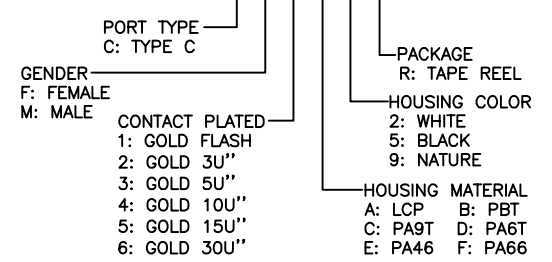 PORT TYPE
C: TYPE C
GENDER
F: FEMALE
M: MALE
CONTACT PLATED
1: GOLD FLASH
2: GOLD 3U''
3: GOLD 5U''
4: GOLD 10U''
5: GOLD 15U''
6: GOLD 30U''
PACKAGE
R: TAPE REEL
HOUSING COLOR
2: WHITE
5: BLACK
9: NATURE
HOUSING MATERIAL
A: LCP B: PBT
C: PA9T D: PA6T
E: PA46 F: PA66